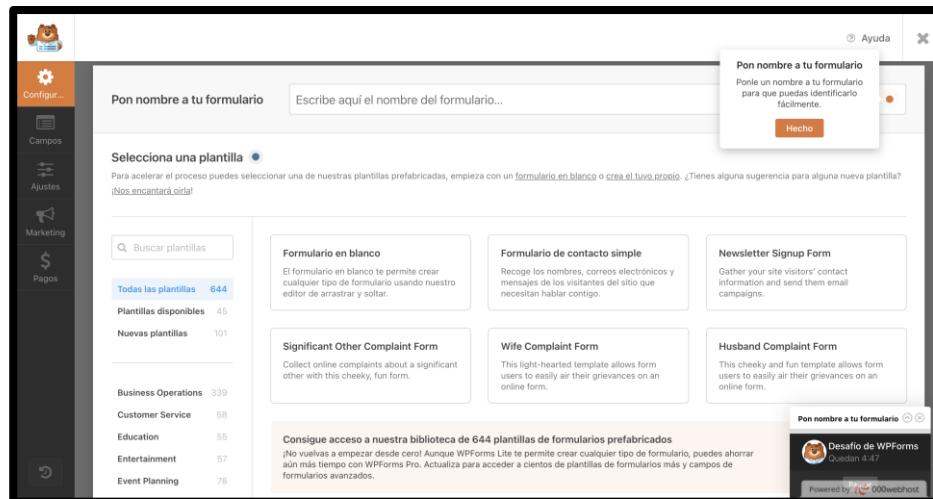 Ayuda
Configur...
Campos
Ajustes
Marketing
Pagos
Pon nombre a tu formulario
Escribe aquí el nombre del formulario...
Pon nombre a tu formulario
Ponle un nombre a tu formulario
para que puedas identificarlo
fácilmente.
Hecho
Selecciona una plantilla
Para acelerar el proceso puedes seleccionar una de nuestras plantillas prefabricadas, empieza con un formulario en blanco o crea el tuyo propio. ¿Tienes alguna sugerencia para alguna nueva plantilla?
¡Nos encantará oirla!
Buscar plantillas
Todas las plantillas 644
Plantillas disponibles 45
Nuevas plantillas 101
Business Operations 339
Customer Service 58
Education 55
Entertainment 57
Event Planning 78
Formulario en blanco
El formulario en blanco te permite crear
cualquier tipo de formulario usando nuestro
editor de arrastrar y soltar.
Formulario de contacto simple
Recoge los nombres, correos electrónicos y
mensajes de los visitantes del sitio que
necesitan hablar contigo.
Newsletter Signup Form
Gather your site visitors' contact
information and send them email
campaigns.
Significant Other Complaint Form
Collect online complaints about a significant
other with this cheeky, fun form.
Wife Complaint Form
This light-hearted template allows form
users to easily air their grievances on an
online form.
Husband Complaint Form
This cheeky and fun template allows form
users to easily air their grievances on an
online form.
Consigue acceso a nuestra biblioteca de 644 plantillas de formularios prefabricados
¡No vuelvas a empezar desde cero! Aunque WPForms Lite te permite crear cualquier tipo de formulario, puedes ahorrar
aún más tiempo con WPForms Pro. Actualiza para acceder a cientos de plantillas de formularios más y campos de
formularios avanzados.
Pon nombre a tu formulario
Desafío de WPForms
Quedan 4:47
Powered by 000webhost